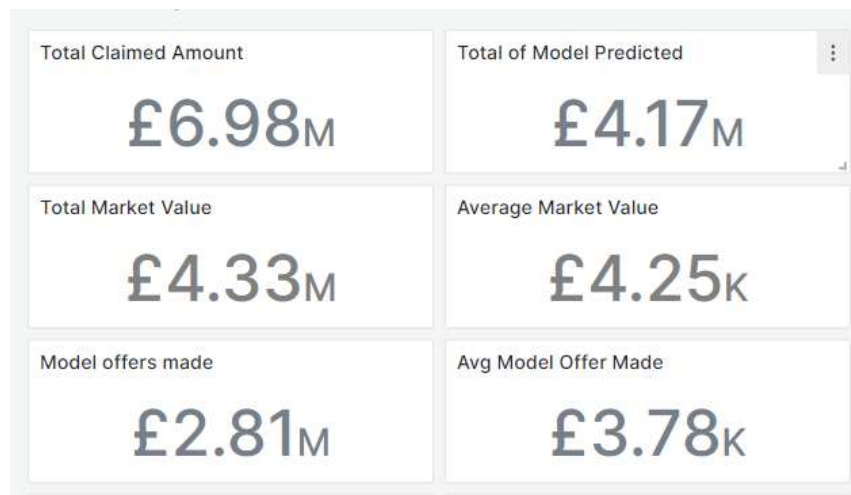 Total Claimed Amount
£6.98M
Total of Model Predicted
£4.17M
Total Market Value
£4.33M
Average Market Value
£4.25K
Model offers made
£2.81M
Avg Model Offer Made
£3.78K